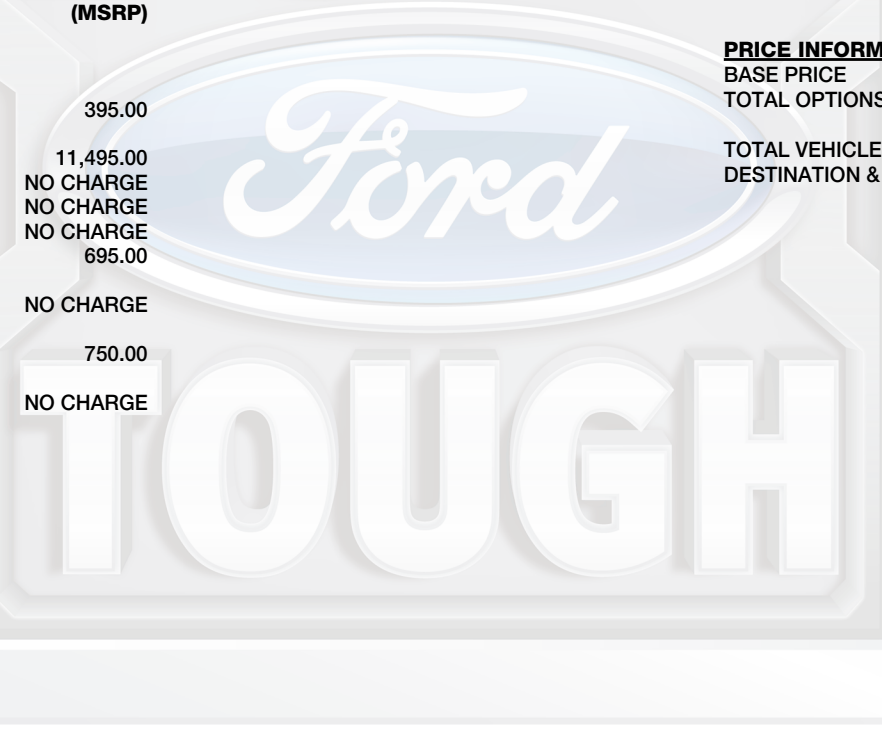 (MSRP)
395.00
11,495.00
NO CHARGE
NO CHARGE
NO CHARGE
695.00
NO CHARGE
750.00
NO CHARGE
PRICE INFORM
BASE PRICE
TOTAL OPTIONS
TOTAL VEHICLE
DESTINATION &
Ford
TOUGH